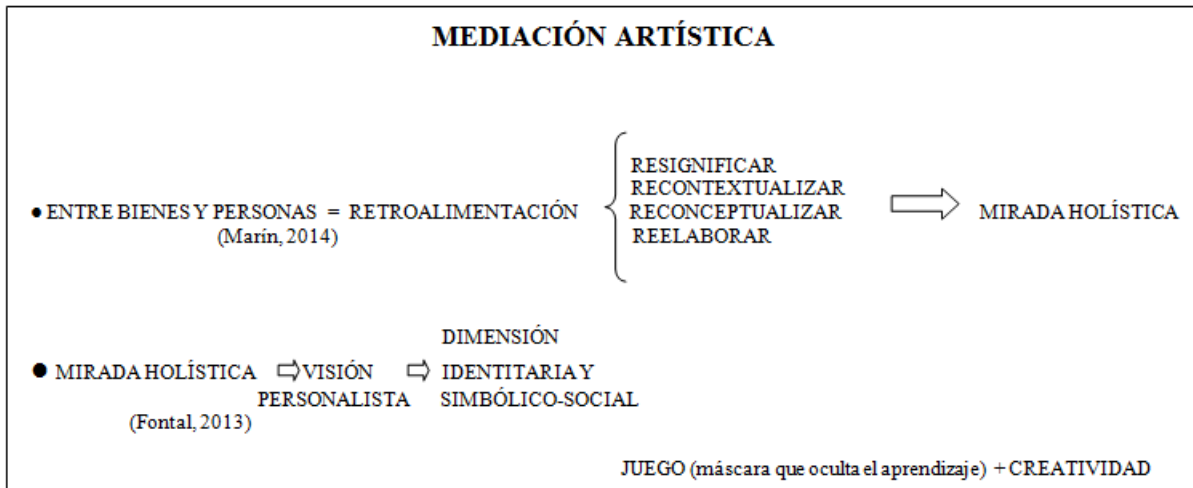 MEDIACIÓN ARTÍSTICA
• ENTRE BIENES Y PERSONAS = RETROALIMENTACIÓN
(Marín, 2014)
RESIGNIFICAR
RECONTEXTUALIZAR
RECONCEPTUALIZAR
REELABORAR
MIRADA HOLÍSTICA
• MIRADA HOLÍSTICA
(Fontal, 2013)
VISIÓN
PERSONALISTA
DIMENSIÓN
IDENTITARIA Y
SIMBÓLICO-SOCIAL
JUEGO (máscara que oculta el aprendizaje) + CREATIVIDAD